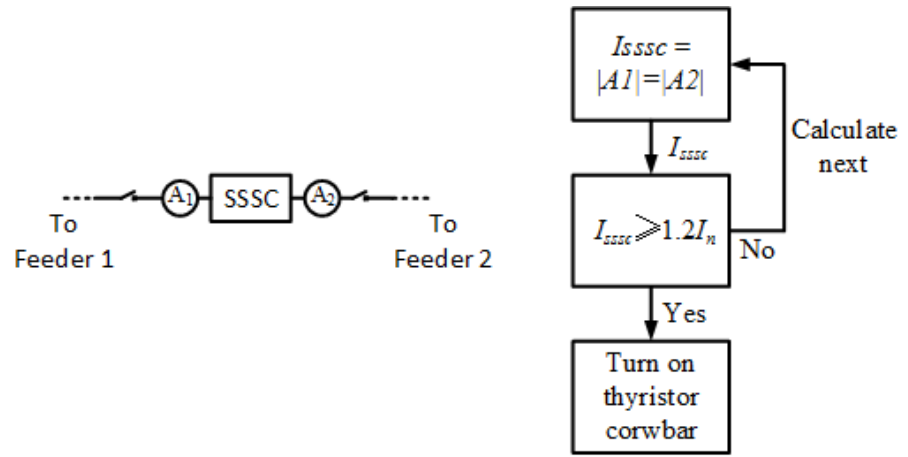 A1 SSSC A2
To
Feeder 1
To
Feeder 2
Isssc =
|A1|=|A2|
Isssc
Calculate
next
Isssc⩾1.2In
No
Yes
Turn on
thyristor
corwbar